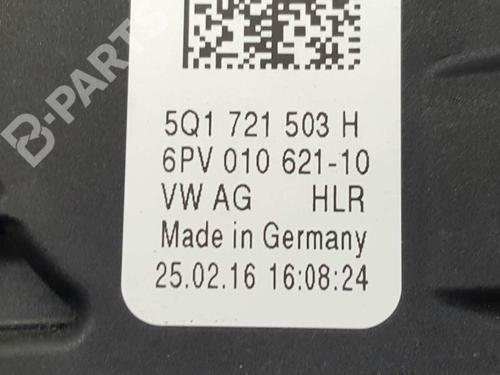 B-PARTS
5Q1 721 503 H
6PV 010 621-10
VW AG HLR
Made in Germany
25.02.16 16:08:24